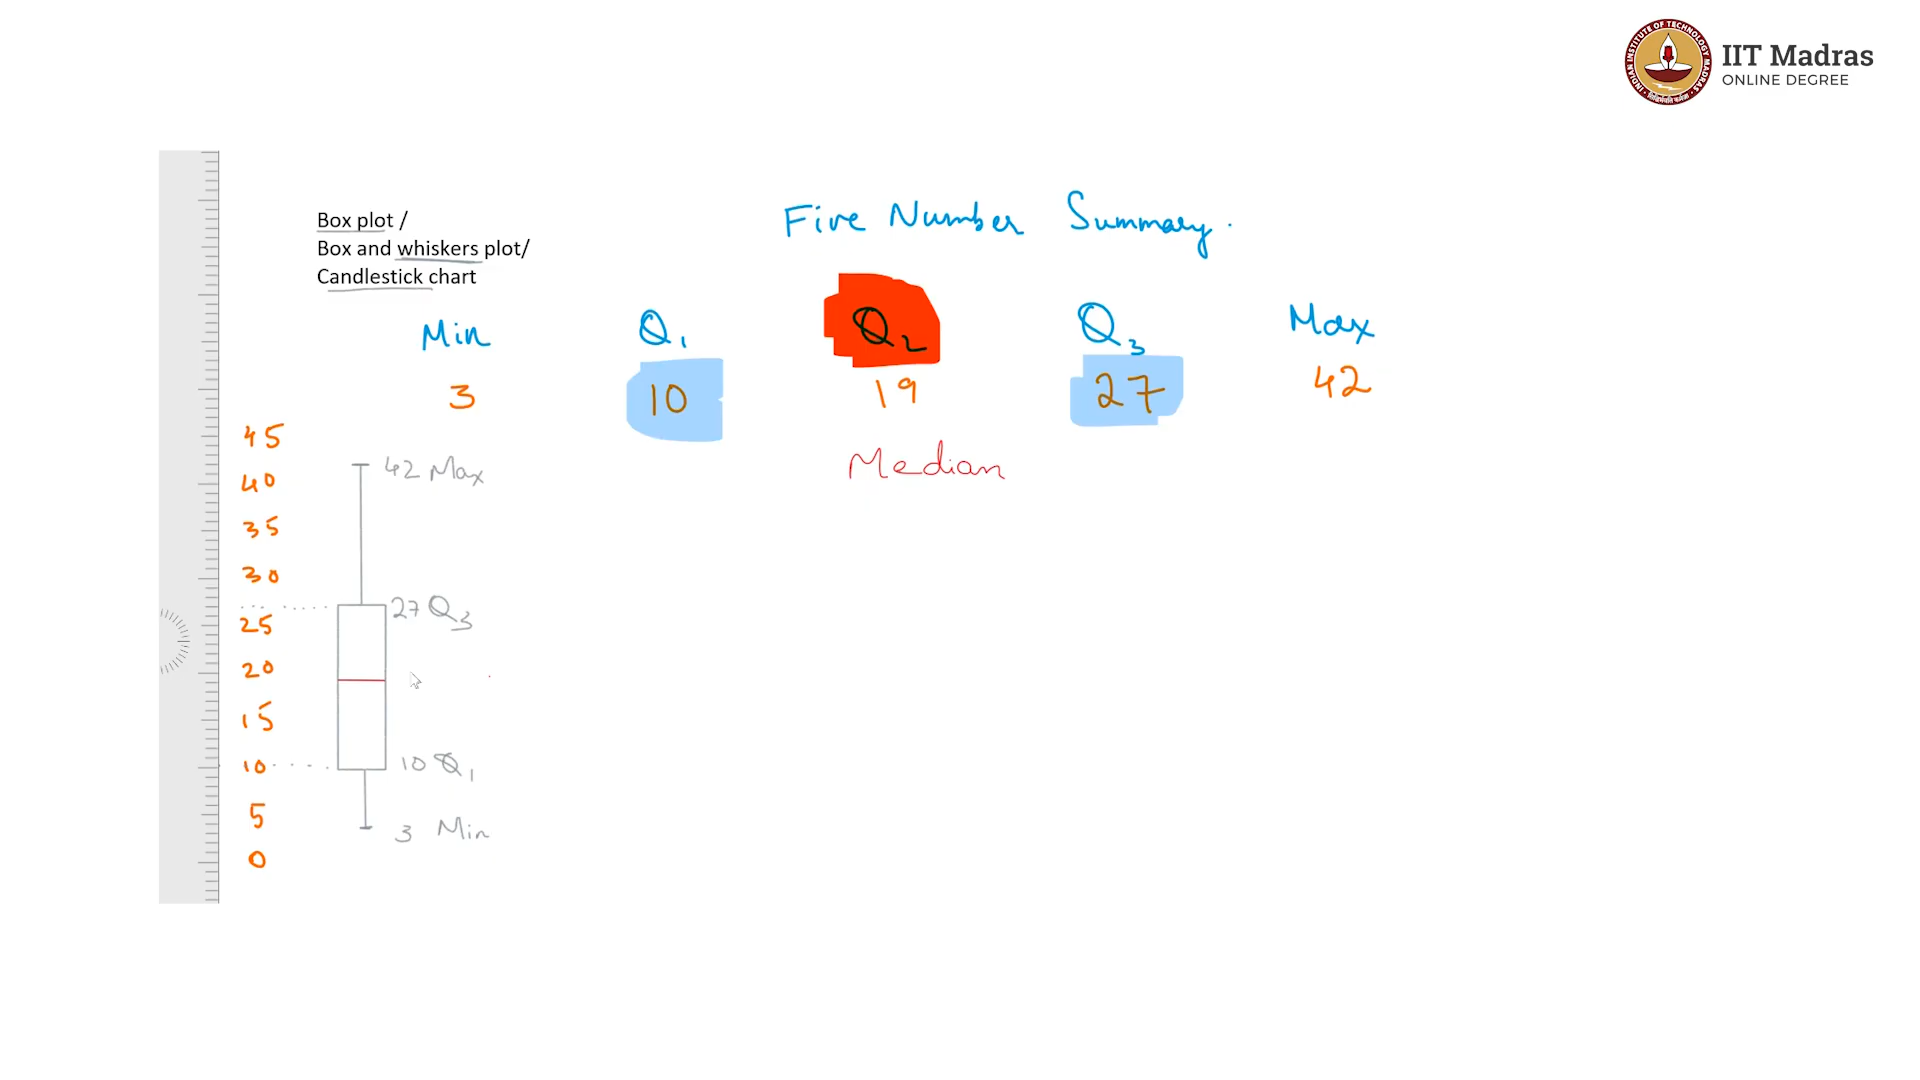 IIT Madras
ONLINE DEGREE
Box plot /
Box and whiskers plot/
Candlestick chart
Five Number Summary.
Min Q1 Q2 Q3 Max
3 10 19 27 42
Median
45
42 Max
40
35
30
27 Q3
25
20
15
10
10 Q1
5
3 Min
0